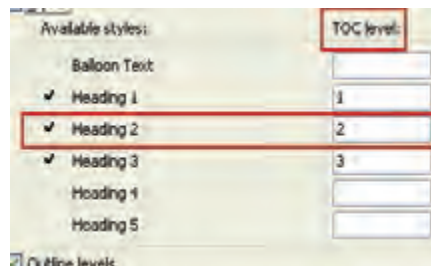 Available styles: TOC level:
Balloon Text
✔ Heading 1 1
✔ Heading 2 2
✔ Heading 3 3
Heading 4
Heading 5
Outline levels